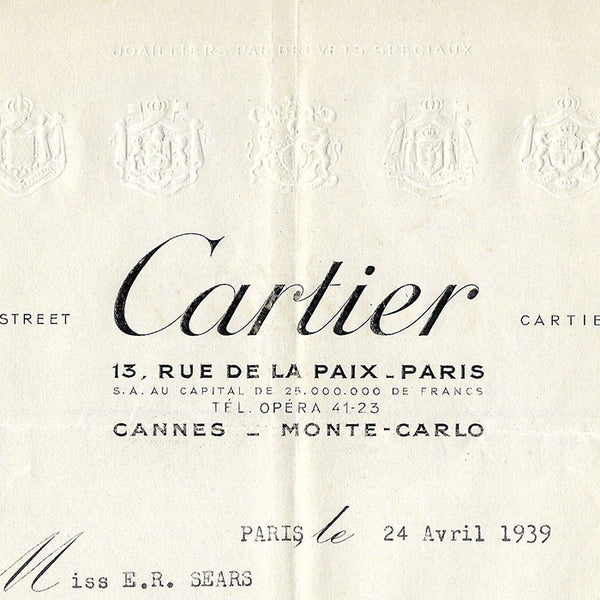 JOAILLIERS PAR BREVETS SPECIAUX
Cartier
STREET
CARTIE
13, RUE DE LA PAIX - PARIS
S.A. AU CAPITAL DE 25.000.000 DE FRANCS
TÉL. OPÉRA 41-23
CANNES - MONTE-CARLO
PARIS, le 24 Avril 1939
Miss E.R. SEARS